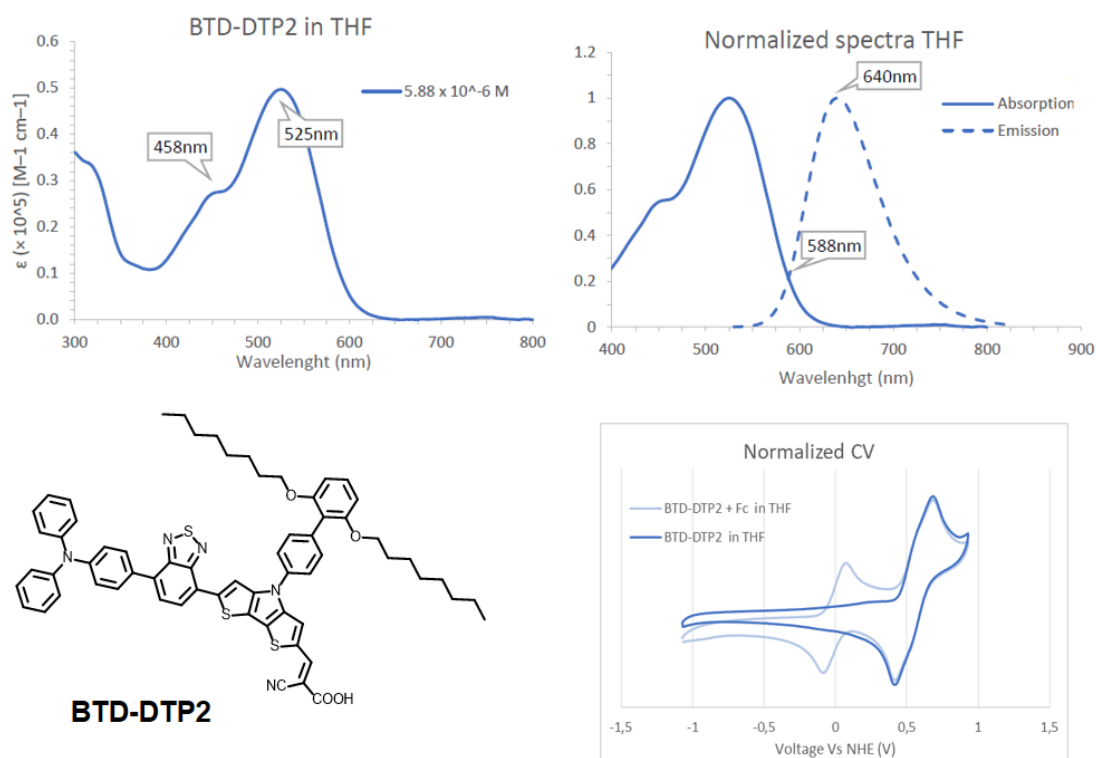 BTD-DTP2 in THF
ε (× 10^5) [M–1 cm–1]
0.6
0.5
0.4
0.3
0.2
0.1
0.0
5.88 x 10^-6 M
458nm
525nm
300 400 500 600 700 800
Wavelenght (nm)
Normalized spectra THF
1.2
1
0.8
0.6
0.4
0.2
0
640nm
Absorption
Emission
588nm
400 500 600 700 800 900
Wavelenhgt (nm)
O
O
N
S
N
N
N
S
S
NC
COOH
BTD-DTP2
Normalized CV
BTD-DTP2 + Fc in THF
BTD-DTP2 in THF
-1,5 -1 -0,5 0 0,5 1 1,5
Voltage Vs NHE (V)